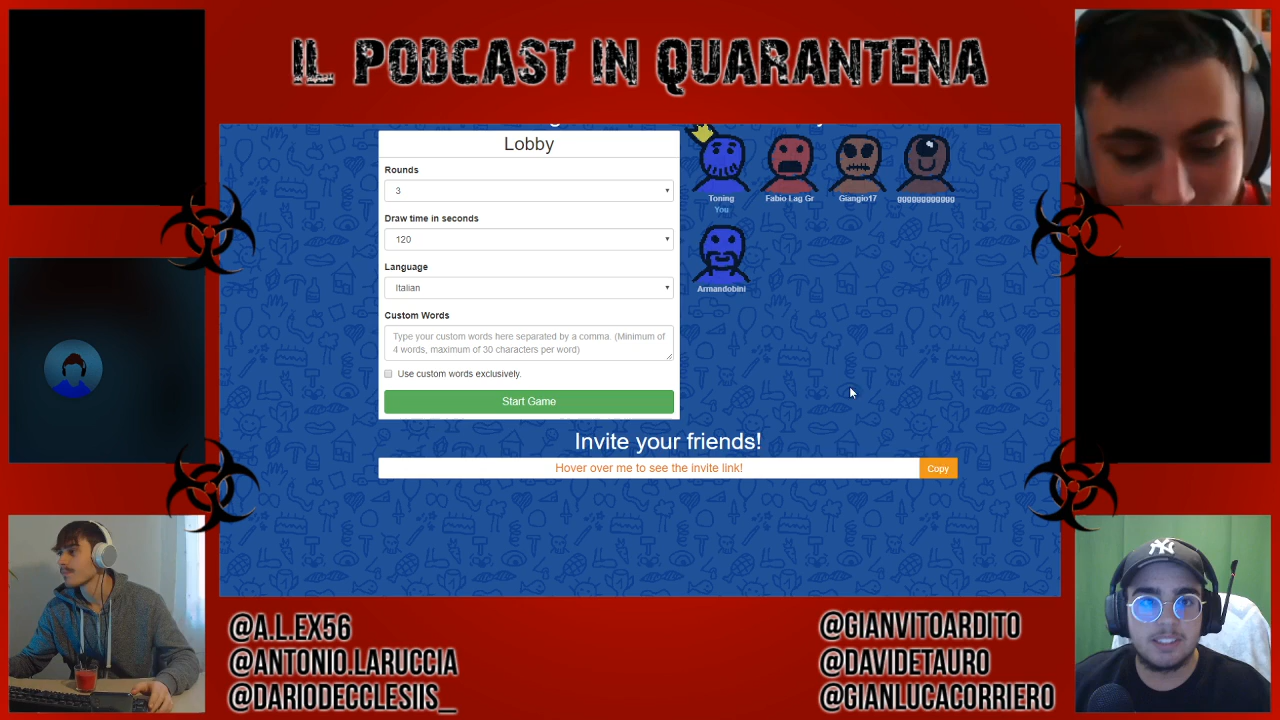 IL PODCAST IN QUARANTENA
Lobby
Rounds
3
Draw time in seconds
120
Language
Italian
Custom Words
Type your custom words here separated by a comma. (Minimum of
4 words, maximum of 30 characters per word)
Use custom words exclusively.
Start Game
Toning
You
Fabio Lag Gr
Giangio17
gggggggggggg
Armandobini
Invite your friends!
Hover over me to see the invite link!
Copy
@A.L.EX56
@ANTONIO.LARUCCIA
@DARIODECCLESIIS_
@GIANVITOARDITO
@DAVIDETAURO
@GIANLUCACORRIERO